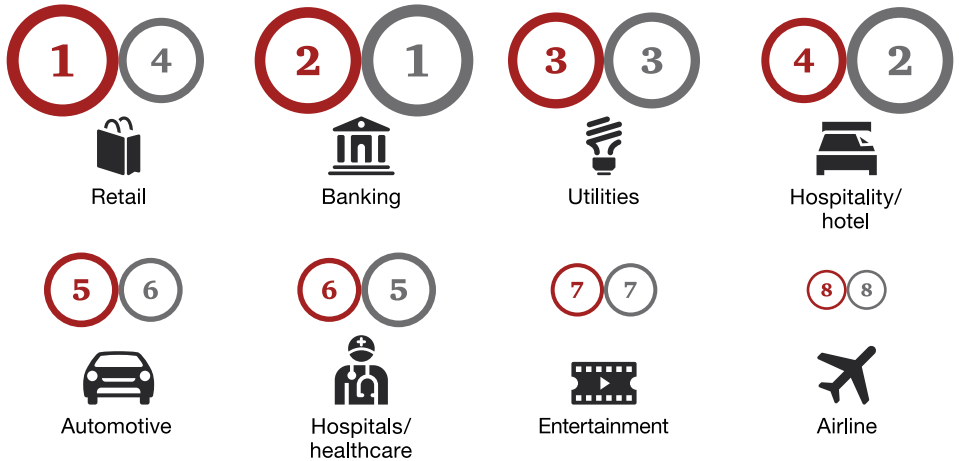 1 4 2 1 3 3 4 2
Retail Banking Utilities Hospitality/
hotel
5 6 6 5 7 7 8 8
Automotive Hospitals/ Entertainment Airline
healthcare